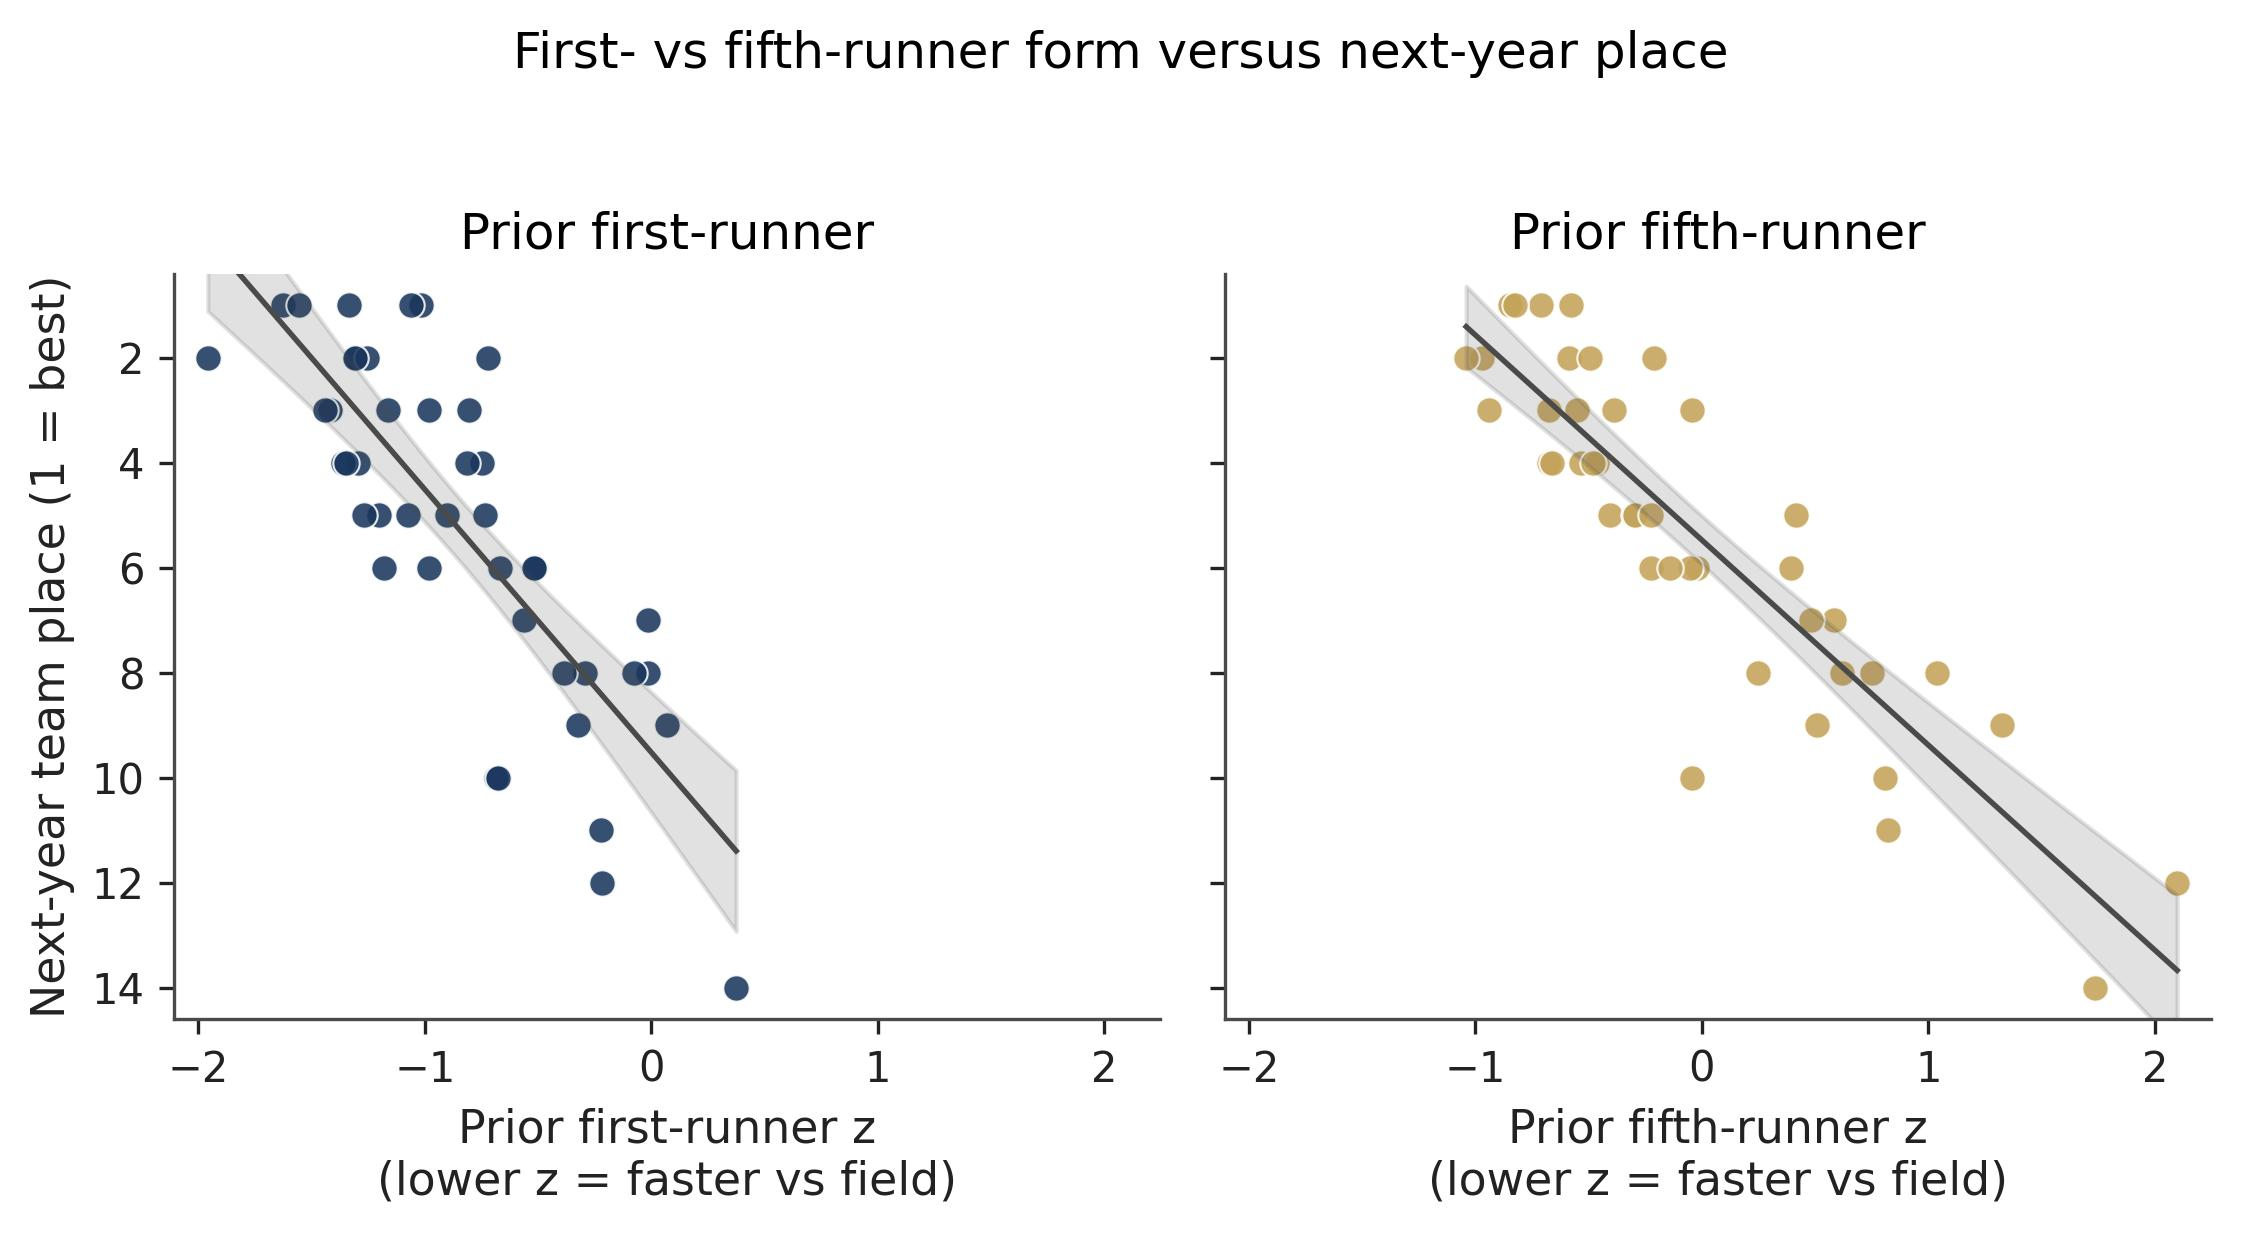 First- vs fifth-runner form versus next-year place
Prior first-runner
Prior fifth-runner
Next-year team place (1 = best)
2
4
6
8
10
12
14
−2
−1
0
1
2
−2
−1
0
1
2
Prior first-runner z
(lower z = faster vs field)
Prior fifth-runner z
(lower z = faster vs field)